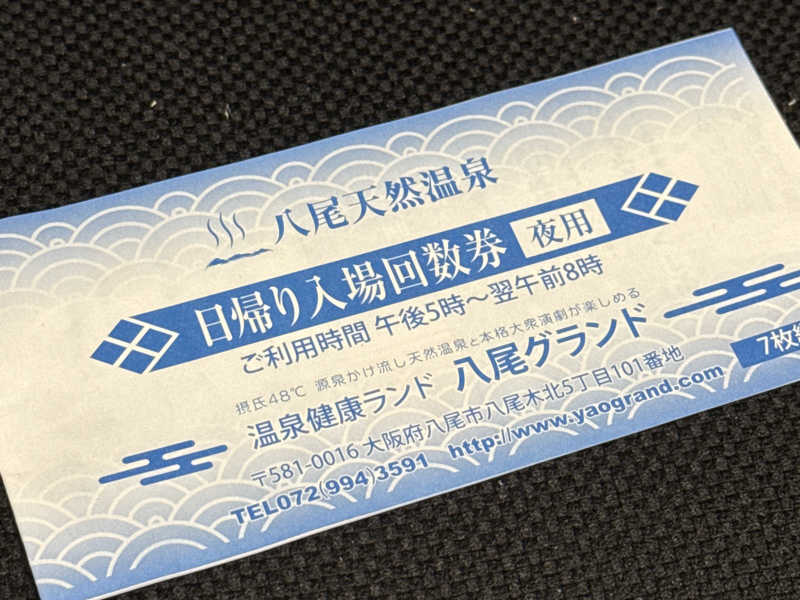 八尾天然温泉
日帰り入場回数券 夜用
ご利用時間 午後5時〜翌午前8時
摂氏48℃ 源泉かけ流し天然温泉と本格大衆演劇が楽しめる
温泉健康ランド 八尾グランド
7枚綴
〒581-0016 大阪府八尾市八尾木北5丁目101番地
TEL072(994)3591 http://www.yaogrand.com